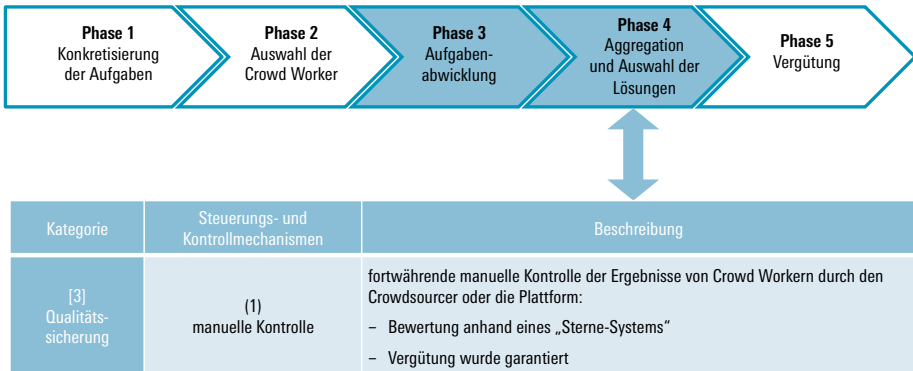 Phase 1
Konkretisierung
der Aufgaben
Phase 2
Auswahl der
Crowd Worker
Phase 3
Aufgaben-
abwicklung
Phase 4
Aggregation
und Auswahl der
Lösungen
Phase 5
Vergütung
Kategorie
Steuerungs- und
Kontrollmechanismen
Beschreibung
[3]
Qualitäts-
sicherung
(1)
manuelle Kontrolle
fortwährende manuelle Kontrolle der Ergebnisse von Crowd Workern durch den
Crowdsourcer oder die Plattform:
– Bewertung anhand eines „Sterne-Systems“
– Vergütung wurde garantiert